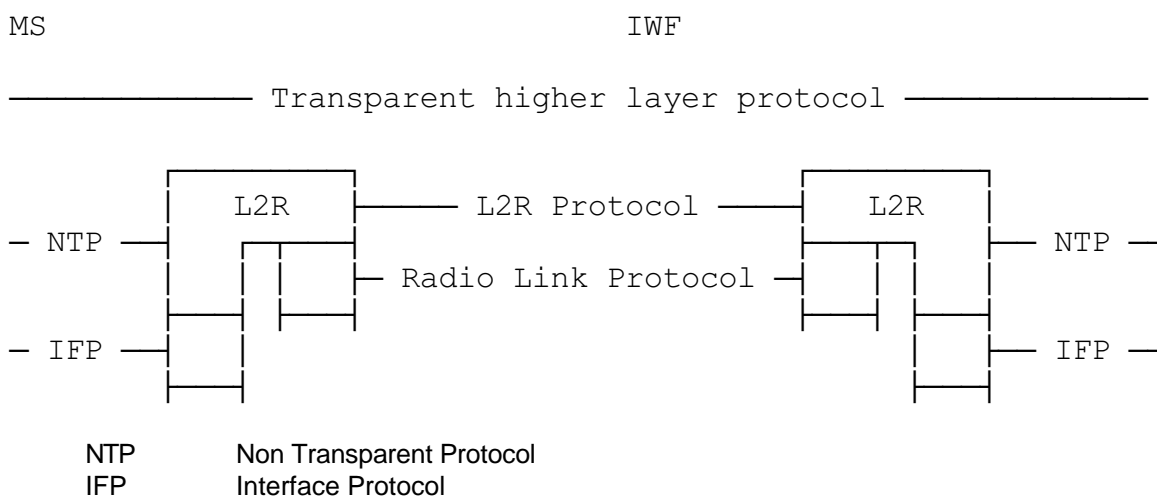 MS IWF
Transparent higher layer protocol
L2R L2R Protocol L2R
NTP NTP
Radio Link Protocol
IFP IFP
NTP Non Transparent Protocol
IFP Interface Protocol